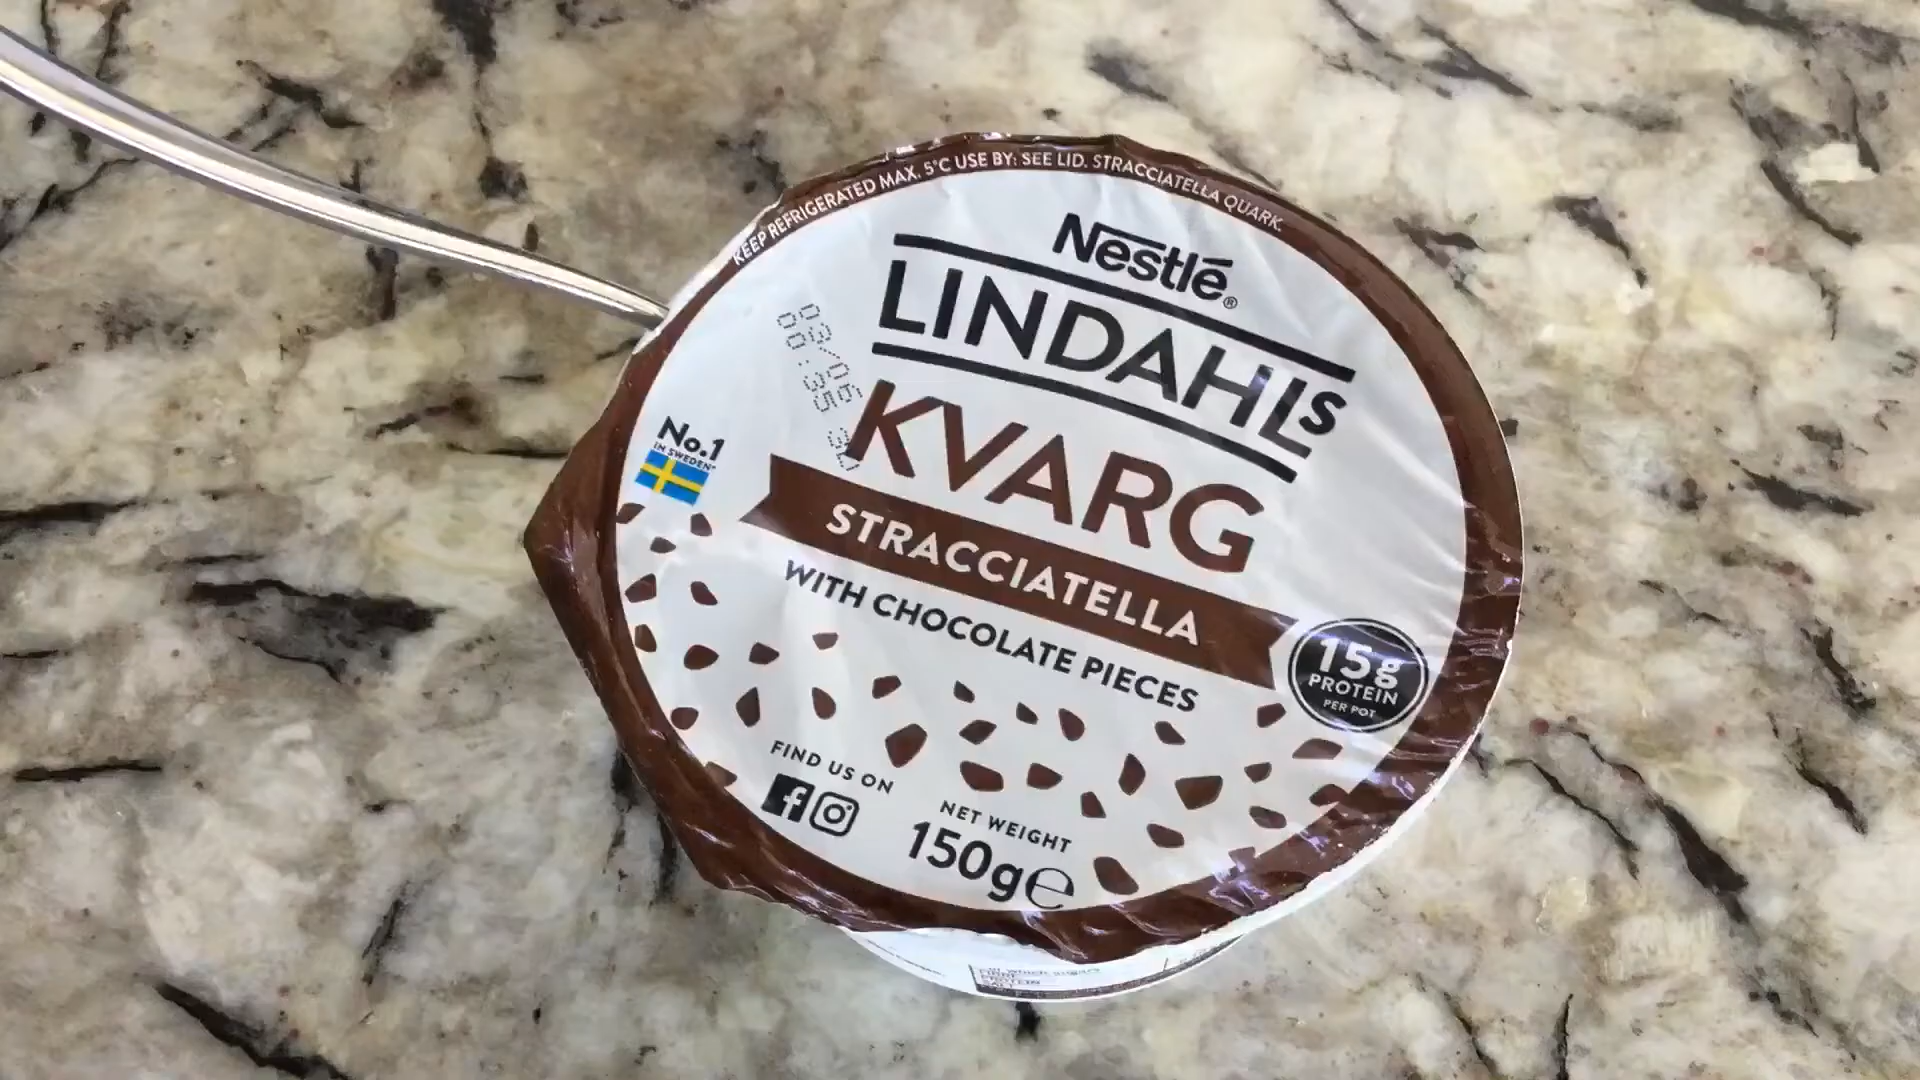 KEEP REFRIGERATED MAX. 5°C USE BY: SEE LID. STRACCIATELLA QUARK.
Nestlé®
LINDAHLS
KVARG
03/06 3D
00:35
No.1
IN SWEDEN*
STRACCIATELLA
WITH CHOCOLATE PIECES
15g
PROTEIN
PER POT
FIND US ON
NET WEIGHT
150g℮